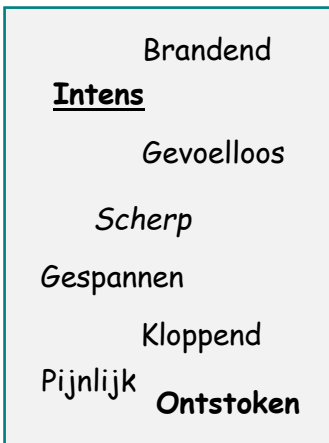 Brandend
Intens
Gevoelloos
Scherp
Gespannen
Kloppend
Pijnlijk
Ontstoken